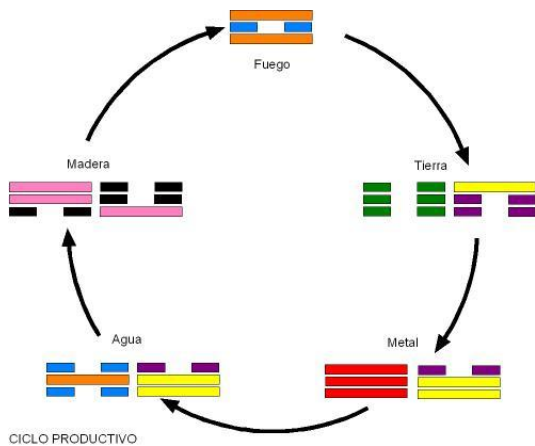 Fuego
Madera
Tierra
Agua
Metal
CICLO PRODUCTIVO